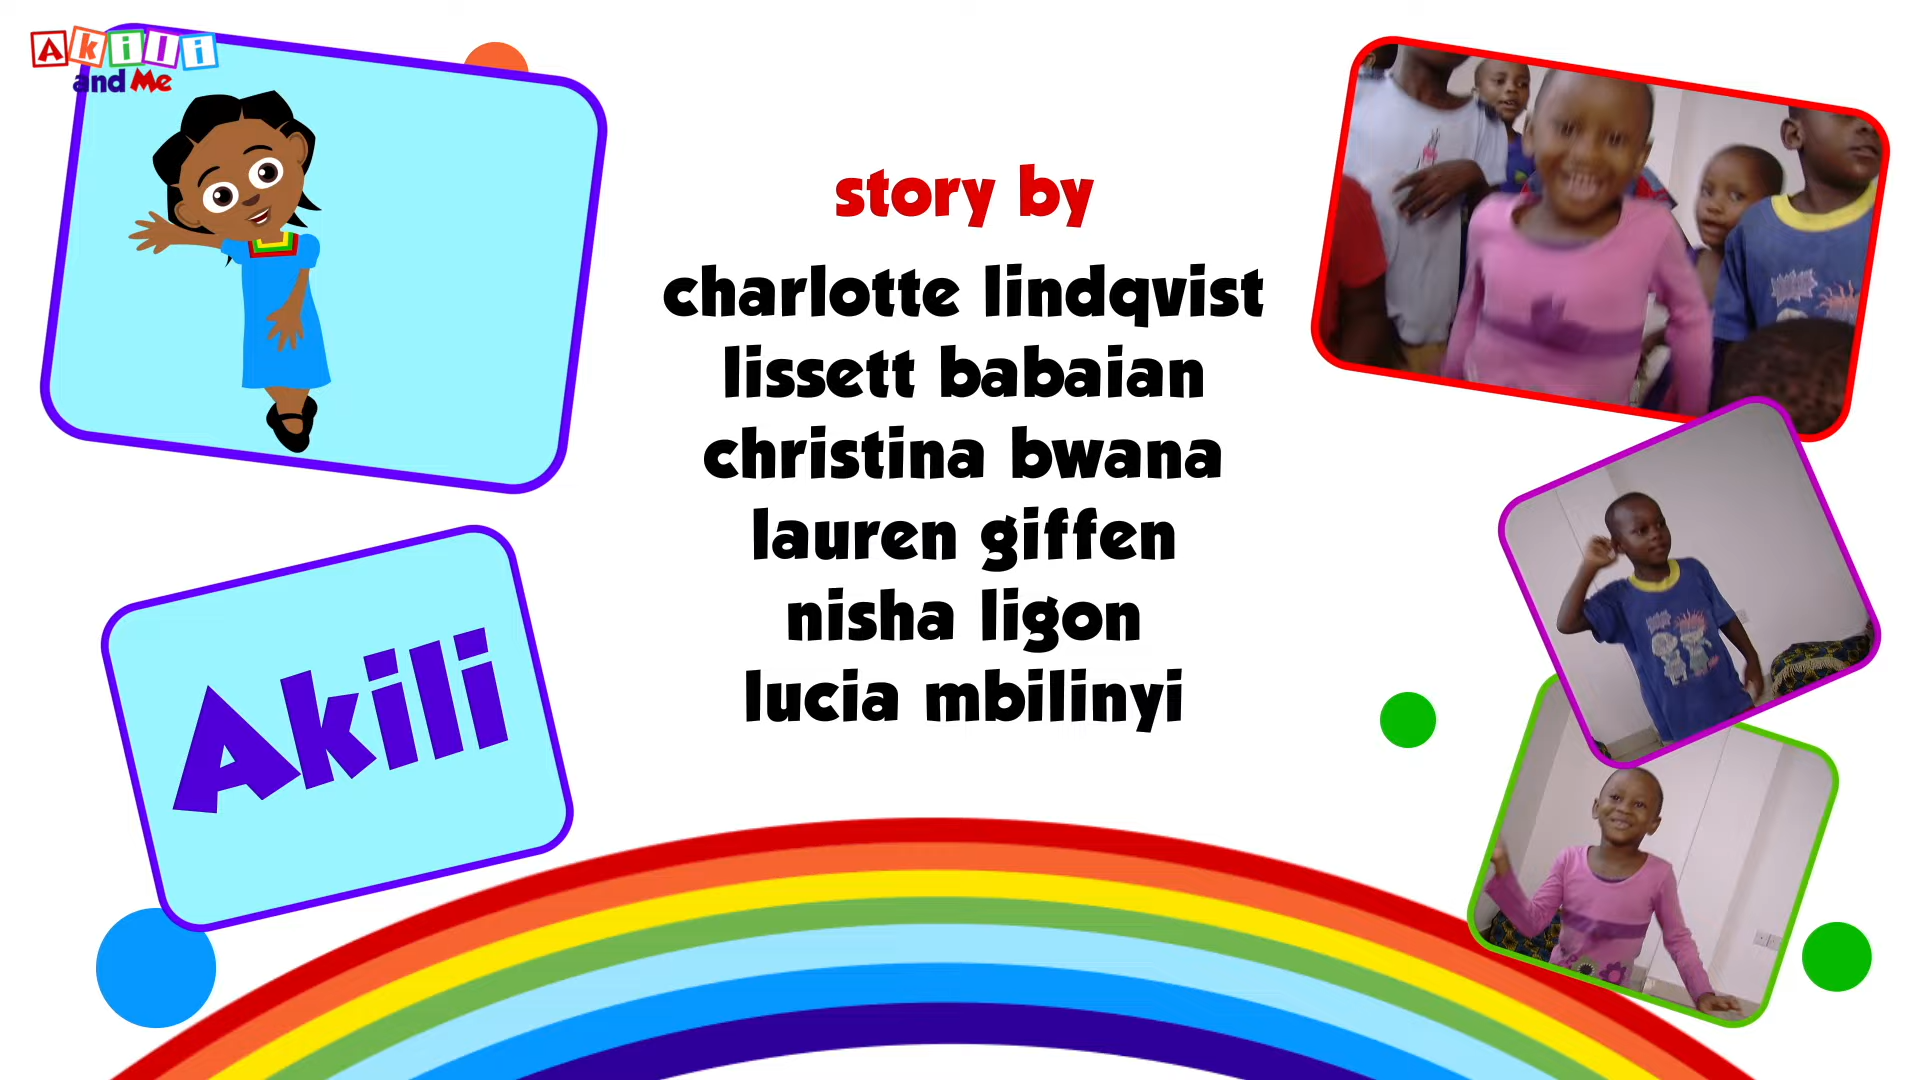 Akili
and Me
story by
charlotte lindqvist
lissett babaian
christina bwana
lauren giffen
nisha ligon
lucia mbilinyi
Akili